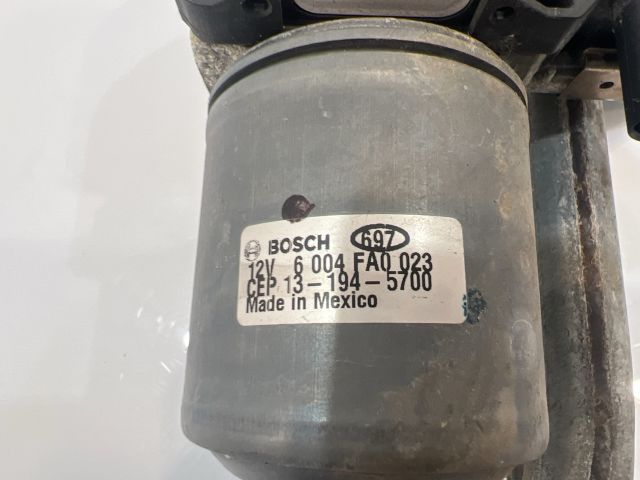 BOSCH 697
12V 6 004 FA0 023
CEP 13-194-5700
Made in Mexico